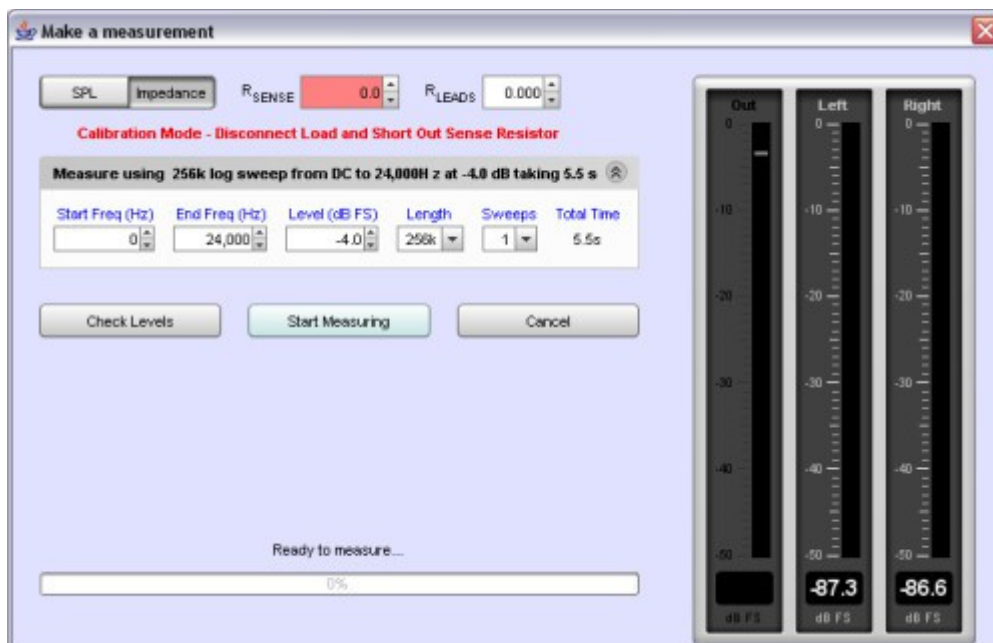 Make a measurement
SPL Impedance RSENSE 0.0 RLEADS 0.000
Calibration Mode - Disconnect Load and Short Out Sense Resistor
Measure using 256k log sweep from DC to 24,000H z at -4.0 dB taking 5.5 s
Start Freq (Hz) End Freq (Hz) Level (dB FS) Length Sweeps Total Time
0 24,000 -4.0 256k 1 5.5s
Check Levels Start Measuring Cancel
Ready to measure...
0%
Out Left Right
0 0 0
-10 -10 -10
-20 -20 -20
-30 -30 -30
-40 -40 -40
-50 -50 -50
-87.3 -86.6
dB FS dB FS dB FS